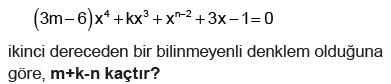 (3m–6)x⁴+kx³+xⁿ⁻²+3x–1=0
ikinci dereceden bir bilinmeyenli denklem olduğuna
göre, m+k-n kaçtır?